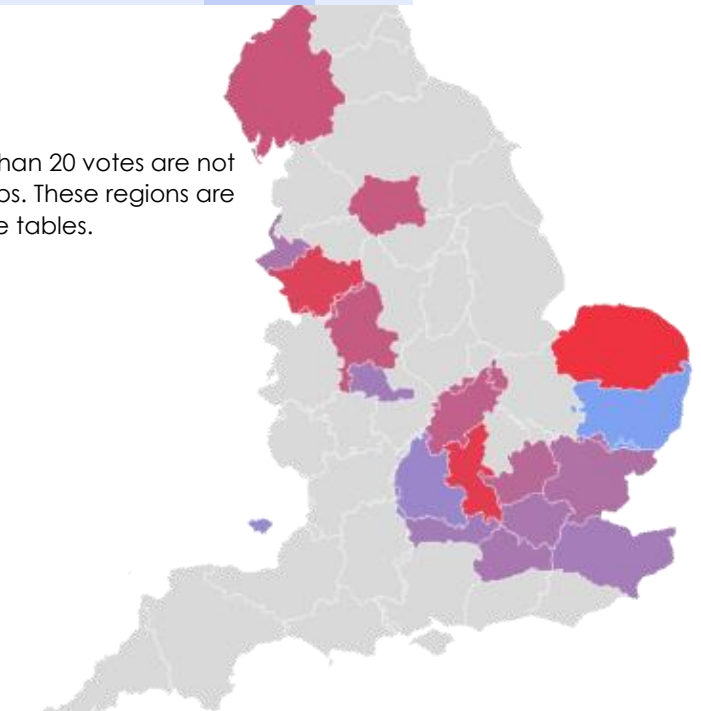 han 20 votes are not
os. These regions are
e tables.